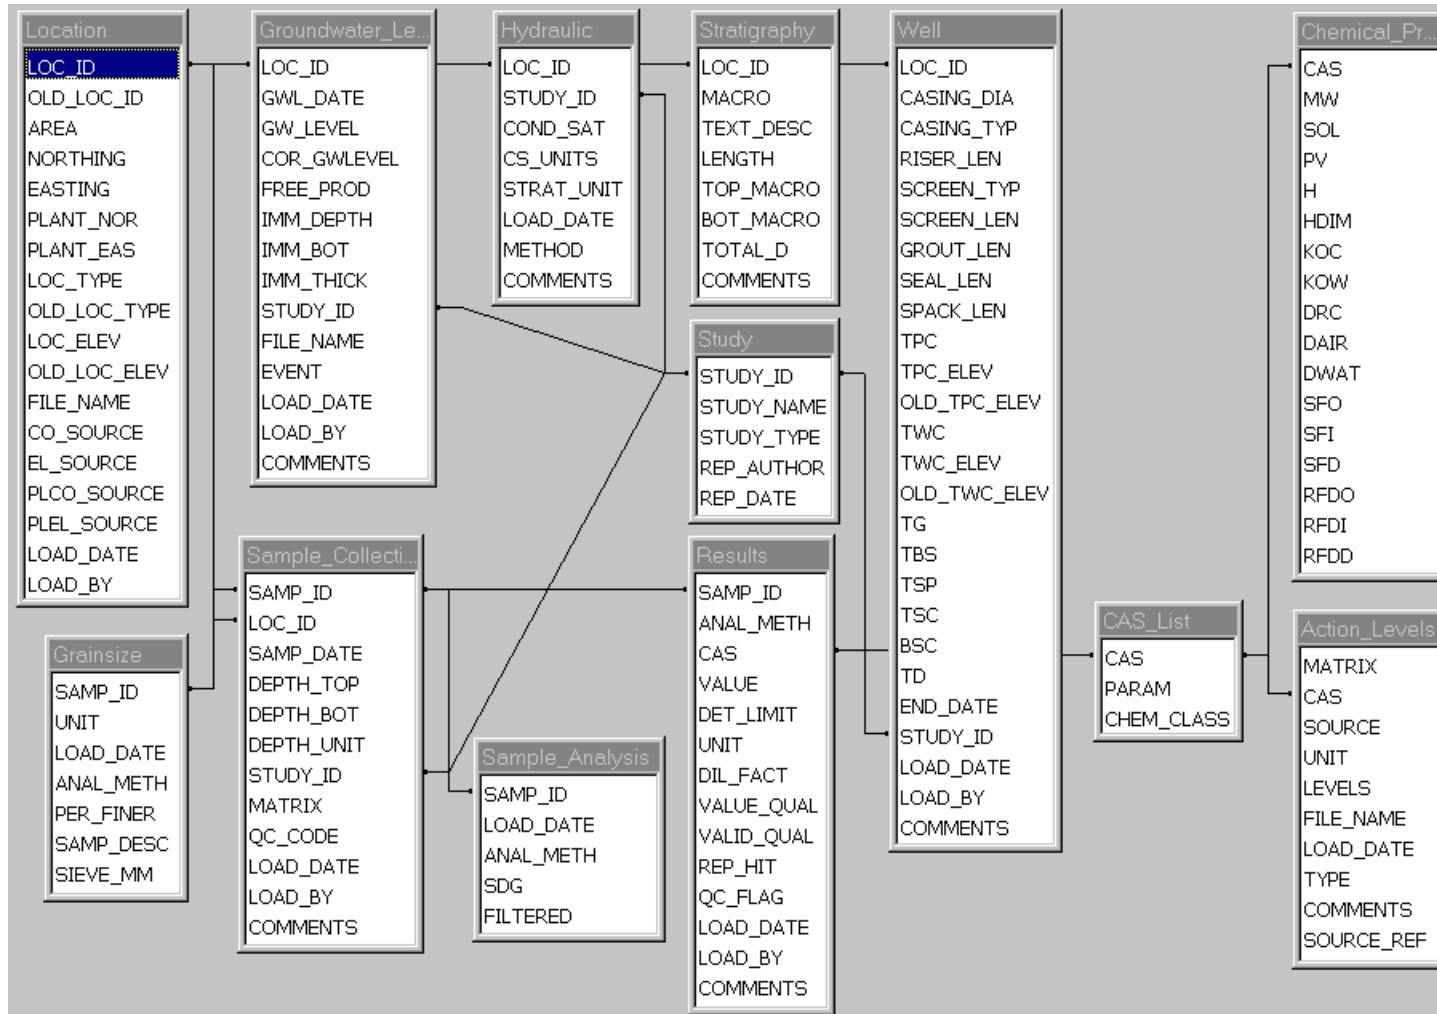 Location
LOC_ID
OLD_LOC_ID
AREA
NORTHING
EASTING
PLANT_NOR
PLANT_EAS
LOC_TYPE
OLD_LOC_TYPE
LOC_ELEV
OLD_LOC_ELEV
FILE_NAME
CO_SOURCE
EL_SOURCE
PLCO_SOURCE
PLEL_SOURCE
LOAD_DATE
LOAD_BY
Groundwater_Le...
LOC_ID
GWL_DATE
GW_LEVEL
COR_GWLEVEL
FREE_PROD
IMM_DEPTH
IMM_BOT
IMM_THICK
STUDY_ID
FILE_NAME
EVENT
LOAD_DATE
LOAD_BY
COMMENTS
Hydraulic
LOC_ID
STUDY_ID
COND_SAT
CS_UNITS
STRAT_UNIT
LOAD_DATE
METHOD
COMMENTS
Stratigraphy
LOC_ID
MACRO
TEXT_DESC
LENGTH
TOP_MACRO
BOT_MACRO
TOTAL_D
COMMENTS
Well
LOC_ID
CASING_DIA
CASING_TYP
RISER_LEN
SCREEN_TYP
SCREEN_LEN
GROUT_LEN
SEAL_LEN
SPACK_LEN
TPC
TPC_ELEV
OLD_TPC_ELEV
TWC
TWC_ELEV
OLD_TWC_ELEV
TG
TBS
TSP
TSC
BSC
TD
END_DATE
STUDY_ID
LOAD_DATE
LOAD_BY
COMMENTS
Chemical_Pr...
CAS
MW
SOL
PV
H
HDIM
KOC
KOW
DRC
DAIR
DWAT
SFO
SFI
SFD
RFDO
RFDI
RFDD
Study
STUDY_ID
STUDY_NAME
STUDY_TYPE
REP_AUTHOR
REP_DATE
Grainsize
SAMP_ID
UNIT
LOAD_DATE
ANAL_METH
PER_FINER
SAMP_DESC
SIEVE_MM
Sample_Collecti...
SAMP_ID
LOC_ID
SAMP_DATE
DEPTH_TOP
DEPTH_BOT
DEPTH_UNIT
STUDY_ID
MATRIX
QC_CODE
LOAD_DATE
LOAD_BY
COMMENTS
Sample_Analysis
SAMP_ID
LOAD_DATE
ANAL_METH
SDG
FILTERED
Results
SAMP_ID
ANAL_METH
CAS
VALUE
DET_LIMIT
UNIT
DIL_FACT
VALUE_QUAL
VALID_QUAL
REP_HIT
QC_FLAG
LOAD_DATE
LOAD_BY
COMMENTS
CAS_List
CAS
PARAM
CHEM_CLASS
Action_Levels
MATRIX
CAS
SOURCE
UNIT
LEVELS
FILE_NAME
LOAD_DATE
TYPE
COMMENTS
SOURCE_REF